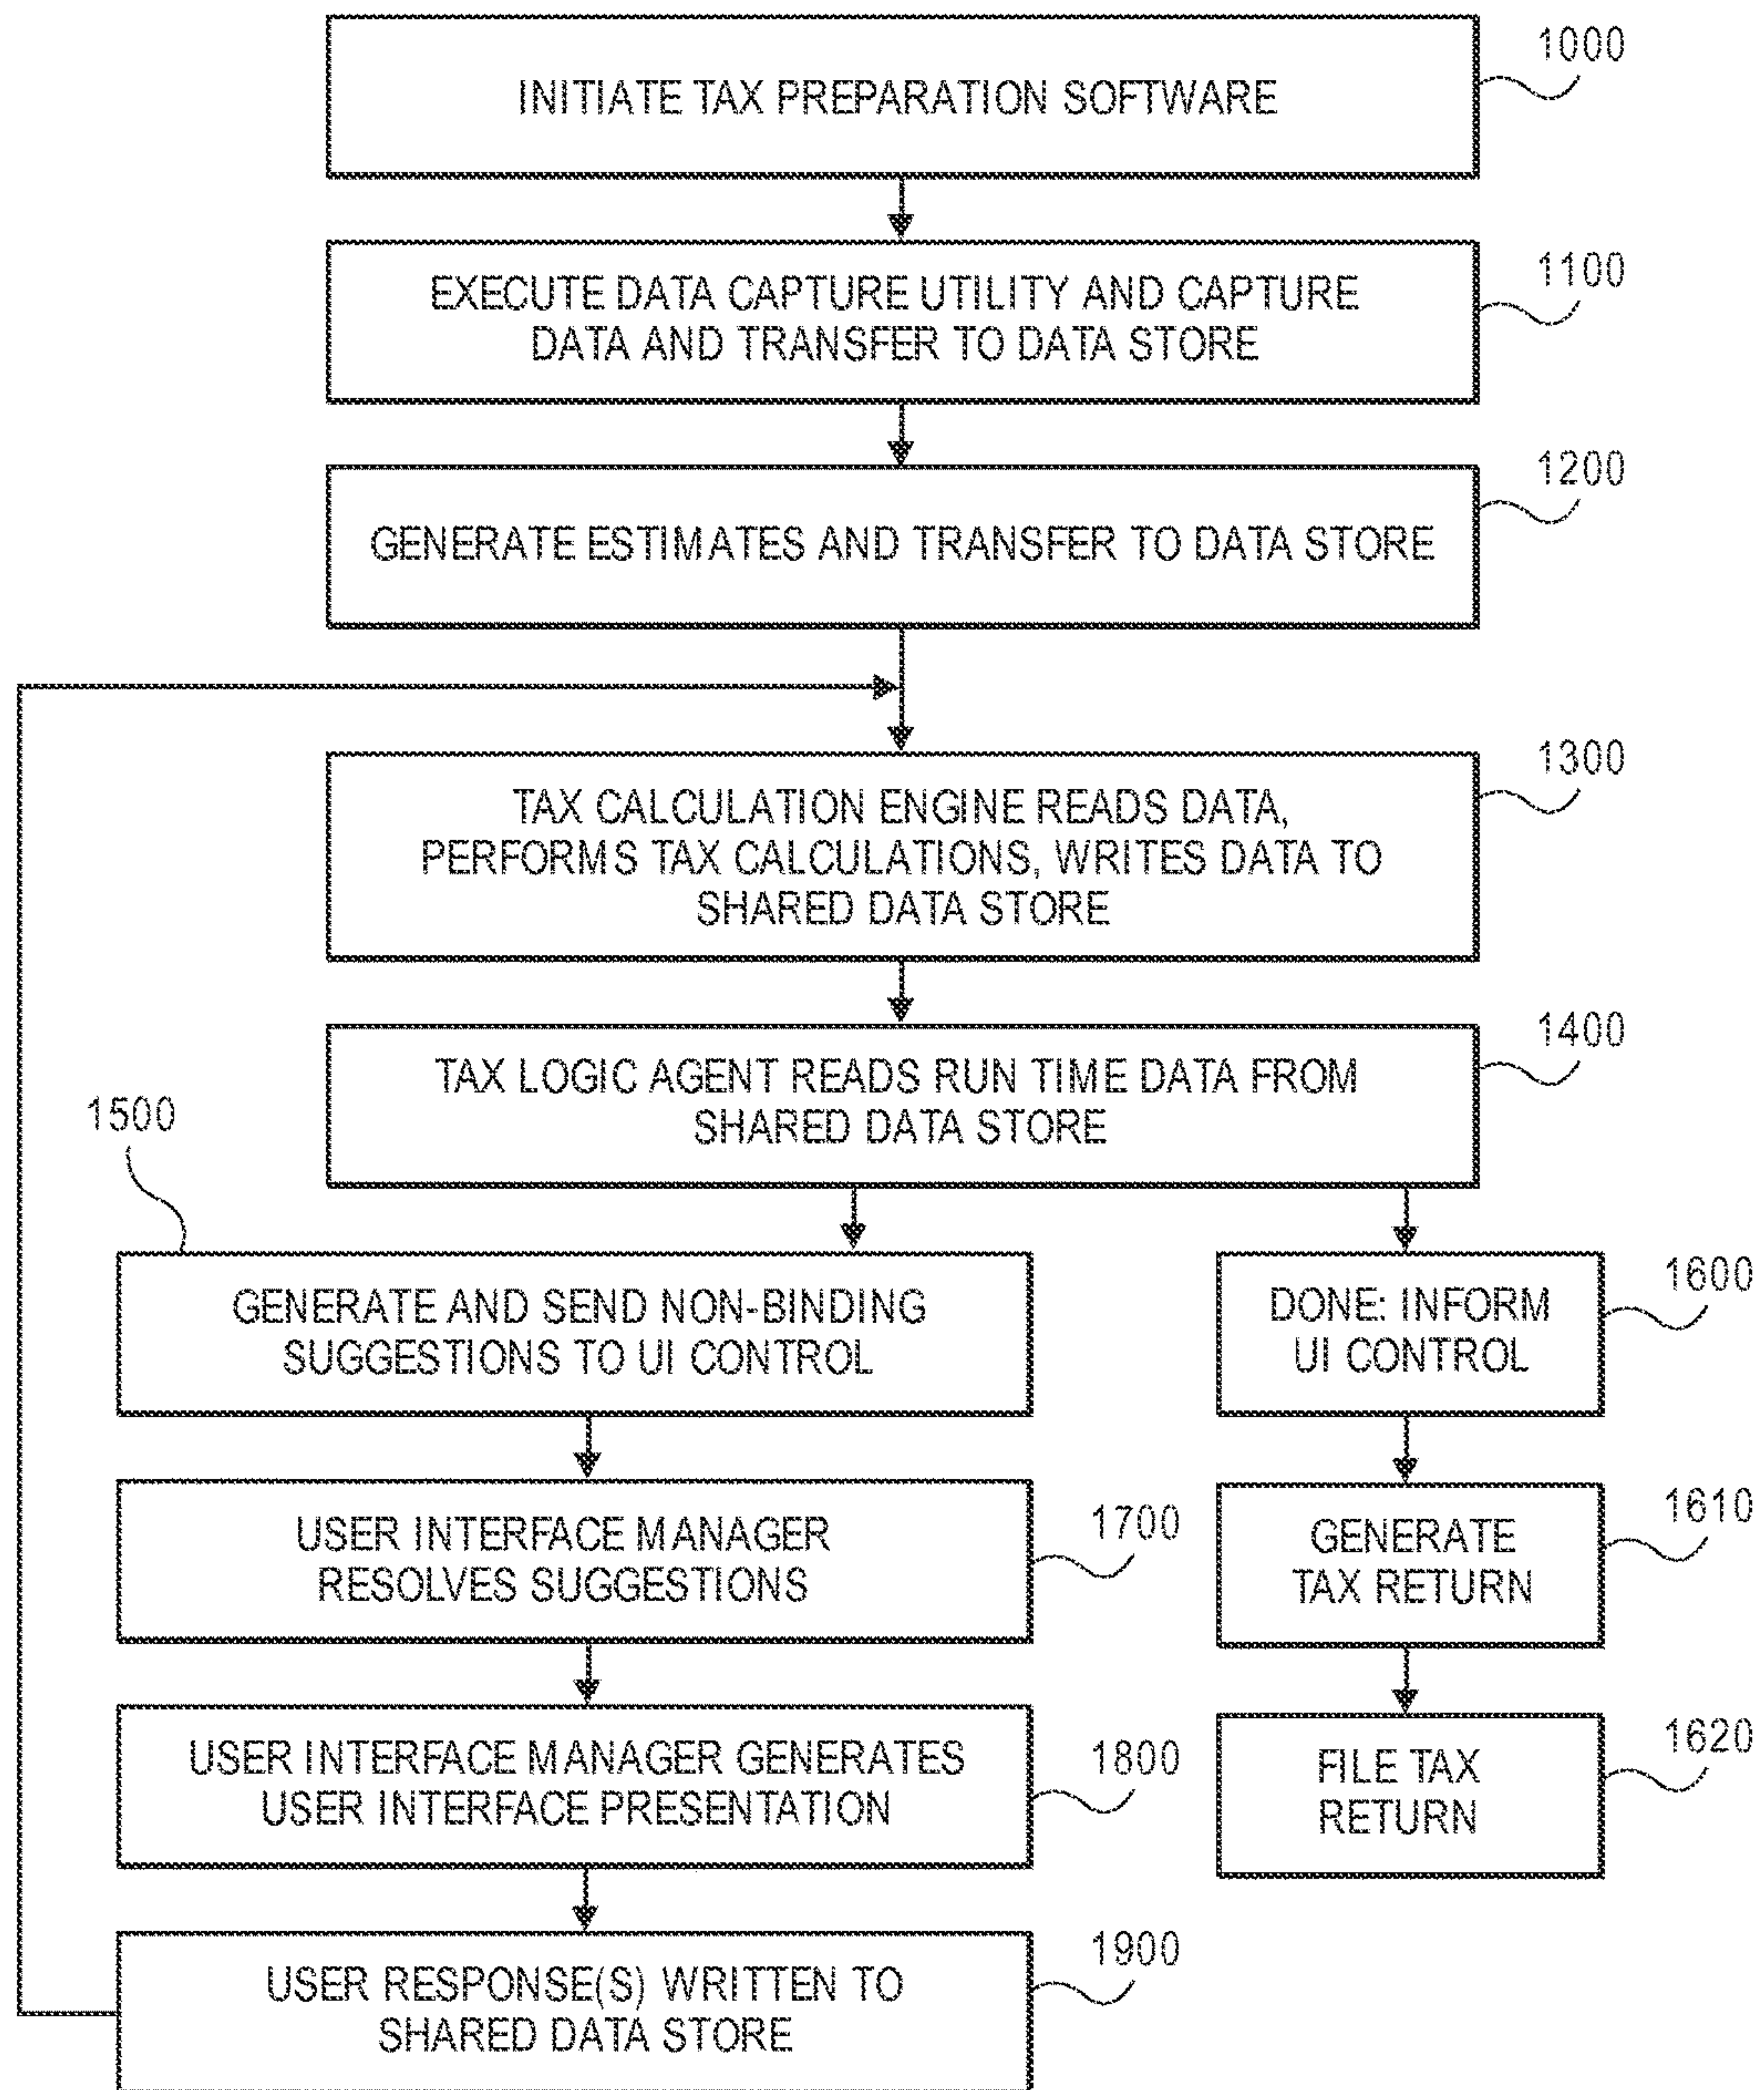 INITIATE TAX PREPARATION SOFTWARE
1000
EXECUTE DATA CAPTURE UTILITY AND CAPTURE
DATA AND TRANSFER TO DATA STORE
1100
GENERATE ESTIMATES AND TRANSFER TO DATA STORE
1200
TAX CALCULATION ENGINE READS DATA,
PERFORMS TAX CALCULATIONS, WRITES DATA TO
SHARED DATA STORE
1300
TAX LOGIC AGENT READS RUN TIME DATA FROM
SHARED DATA STORE
1400
1500
GENERATE AND SEND NON-BINDING
SUGGESTIONS TO UI CONTROL
DONE: INFORM
UI CONTROL
1600
USER INTERFACE MANAGER
RESOLVES SUGGESTIONS
1700
GENERATE
TAX RETURN
1610
USER INTERFACE MANAGER GENERATES
USER INTERFACE PRESENTATION
1800
FILE TAX
RETURN
1620
USER RESPONSE(S) WRITTEN TO
SHARED DATA STORE
1900